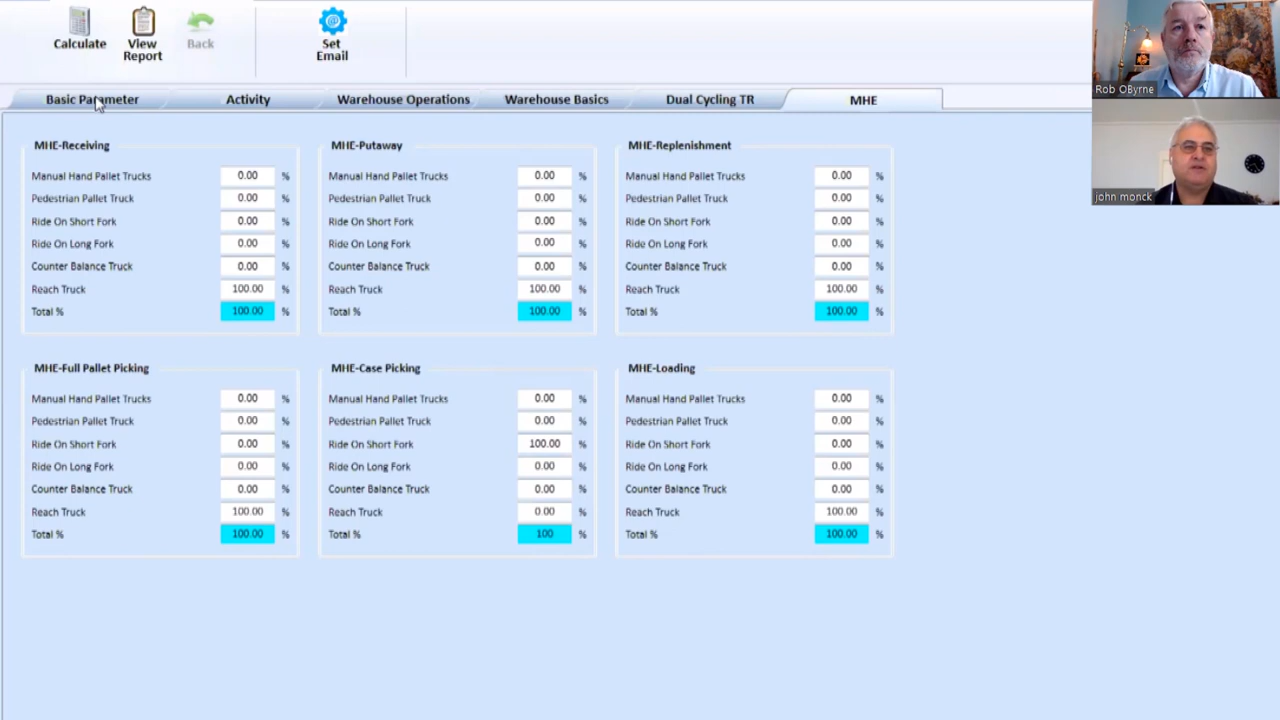 Calculate
View
Report
Back
Set
Email
Basic Parameter
Activity
Warehouse Operations
Warehouse Basics
Dual Cycling TR
MHE
Rob OByrne
john monck
MHE-Receiving
Manual Hand Pallet Trucks 0.00 %
Pedestrian Pallet Truck 0.00 %
Ride On Short Fork 0.00 %
Ride On Long Fork 0.00 %
Counter Balance Truck 0.00 %
Reach Truck 100.00 %
Total % 100.00 %
MHE-Putaway
Manual Hand Pallet Trucks 0.00 %
Pedestrian Pallet Truck 0.00 %
Ride On Short Fork 0.00 %
Ride On Long Fork 0.00 %
Counter Balance Truck 0.00 %
Reach Truck 100.00 %
Total % 100.00 %
MHE-Replenishment
Manual Hand Pallet Trucks 0.00 %
Pedestrian Pallet Truck 0.00 %
Ride On Short Fork 0.00 %
Ride On Long Fork 0.00 %
Counter Balance Truck 0.00 %
Reach Truck 100.00 %
Total % 100.00 %
MHE-Full Pallet Picking
Manual Hand Pallet Trucks 0.00 %
Pedestrian Pallet Truck 0.00 %
Ride On Short Fork 0.00 %
Ride On Long Fork 0.00 %
Counter Balance Truck 0.00 %
Reach Truck 100.00 %
Total % 100.00 %
MHE-Case Picking
Manual Hand Pallet Trucks 0.00 %
Pedestrian Pallet Truck 0.00 %
Ride On Short Fork 100.00 %
Ride On Long Fork 0.00 %
Counter Balance Truck 0.00 %
Reach Truck 0.00 %
Total % 100 %
MHE-Loading
Manual Hand Pallet Trucks 0.00 %
Pedestrian Pallet Truck 0.00 %
Ride On Short Fork 0.00 %
Ride On Long Fork 0.00 %
Counter Balance Truck 0.00 %
Reach Truck 100.00 %
Total % 100.00 %